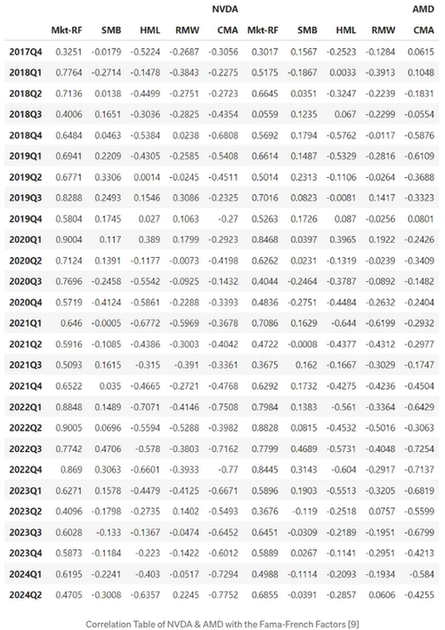 NVDA AMD
Mkt-RF SMB HML RMW CMA Mkt-RF SMB HML RMW CMA
2017Q4 0.3251 -0.0179 -0.5224 -0.2687 -0.3056 0.3017 0.1567 -0.2523 -0.1284 0.0615
2018Q1 0.7764 -0.2714 -0.1478 -0.3843 -0.2275 0.5175 -0.1867 0.0033 -0.3913 0.1048
2018Q2 0.7136 0.0138 -0.4499 -0.2751 -0.2723 0.6645 0.0351 -0.3247 -0.2239 -0.1831
2018Q3 0.4006 0.1651 -0.3036 -0.2825 -0.4354 0.0559 0.1235 0.067 -0.2299 -0.0554
2018Q4 0.6484 0.0463 -0.5384 0.0238 -0.6808 0.5692 0.1794 -0.5762 -0.0117 -0.5876
2019Q1 0.6941 0.2209 -0.4305 -0.2585 -0.5408 0.6614 0.1487 -0.5329 -0.2816 -0.6109
2019Q2 0.6771 0.3306 0.0014 -0.0245 -0.4511 0.5014 0.2313 -0.1106 -0.0264 -0.3688
2019Q3 0.8288 0.2493 0.1546 0.3086 -0.2325 0.7016 0.0823 -0.0081 0.1417 -0.3323
2019Q4 0.5804 0.1745 0.027 0.1063 -0.27 0.5263 0.1726 0.087 -0.0256 0.0801
2020Q1 0.9004 0.117 0.389 0.1799 -0.2923 0.8468 0.0397 0.3965 0.1922 -0.2426
2020Q2 0.7124 0.1391 -0.1177 -0.0073 -0.4198 0.6262 0.0231 -0.1319 -0.0239 -0.3409
2020Q3 0.7696 -0.2458 -0.5542 -0.0925 -0.1432 0.4044 -0.2464 -0.3787 -0.0892 -0.1482
2020Q4 0.5719 -0.4124 -0.5861 -0.2288 -0.3393 0.4836 -0.2751 -0.4484 -0.2632 -0.2404
2021Q1 0.646 -0.0005 -0.6772 -0.5969 -0.3678 0.7086 0.1629 -0.644 -0.6199 -0.2932
2021Q2 0.5916 -0.1085 -0.4386 -0.3003 -0.4042 0.4722 -0.0008 -0.4377 -0.4312 -0.2977
2021Q3 0.5093 0.1615 -0.315 -0.391 -0.3361 0.3675 0.162 -0.1667 -0.3029 -0.1747
2021Q4 0.6522 0.035 -0.4665 -0.2721 -0.4768 0.6292 0.1732 -0.4275 -0.4236 -0.4504
2022Q1 0.8848 0.1489 -0.7071 -0.4146 -0.7508 0.7984 0.1383 -0.561 -0.3364 -0.6429
2022Q2 0.9005 0.0696 -0.5594 -0.5288 -0.3982 0.8828 0.0815 -0.4532 -0.5016 -0.3063
2022Q3 0.7742 0.4706 -0.578 -0.3803 -0.7162 0.7799 0.4689 -0.5731 -0.4048 -0.7254
2022Q4 0.869 0.3063 -0.6601 -0.3933 -0.77 0.8445 0.3143 -0.604 -0.2917 -0.7137
2023Q1 0.6271 0.1578 -0.4479 -0.4125 -0.6671 0.5896 0.1903 -0.5513 -0.3205 -0.6819
2023Q2 0.4096 -0.1798 -0.2735 0.1402 -0.5493 0.3676 -0.119 -0.2518 0.0757 -0.5599
2023Q3 0.6028 -0.133 -0.1367 -0.0474 -0.6452 0.6451 -0.0309 -0.2189 -0.1951 -0.6799
2023Q4 0.5873 -0.1184 -0.223 -0.1422 -0.6012 0.5889 0.0267 -0.1141 -0.2951 -0.4213
2024Q1 0.6195 -0.2241 -0.403 -0.0517 -0.7294 0.4988 -0.1114 -0.2093 -0.1934 -0.584
2024Q2 0.4705 -0.3008 -0.6357 0.2245 -0.7752 0.6855 -0.0391 -0.2857 0.0606 -0.4255
Correlation Table of NVDA & AMD with the Fama-French Factors [9]